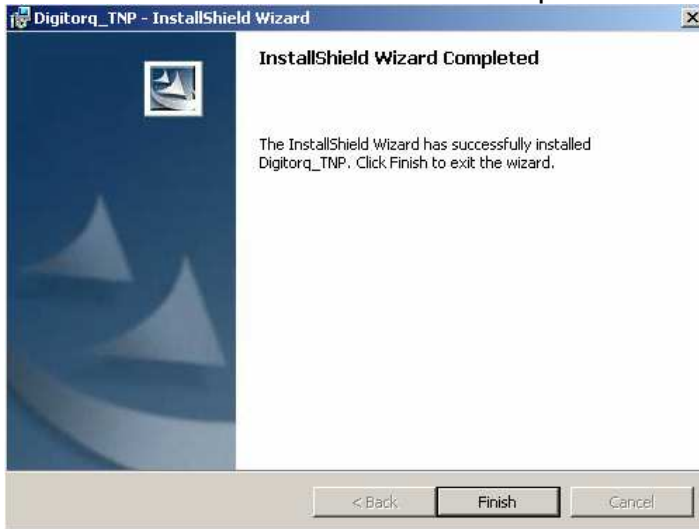 Digitorq_TNP - InstallShield Wizard
InstallShield Wizard Completed
The InstallShield Wizard has successfully installed
Digitorq_TNP. Click Finish to exit the wizard.
< Back
Finish
Cancel